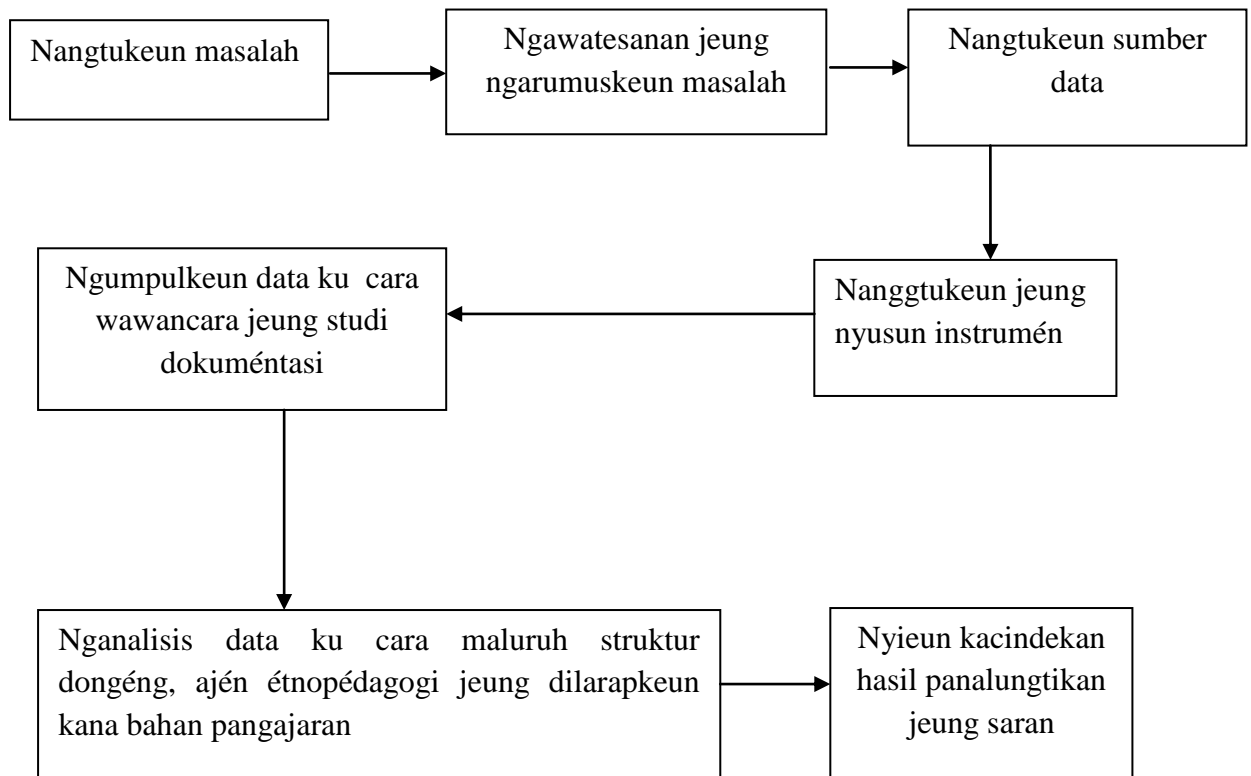 Nangtukeun masalah
Ngawatesanan jeung
ngarumuskeun masalah
Nangtukeun sumber
data
Nanggtukeun jeung
nyusun instrumén
Ngumpulkeun data ku cara
wawancara jeung studi
dokuméntasi
Nganalisis data ku cara maluruh struktur
dongéng, ajén étnopédagogi jeung dilarapkeun
kana bahan pangajaran
Nyieun kacindekan
hasil panalungtikan
jeung saran